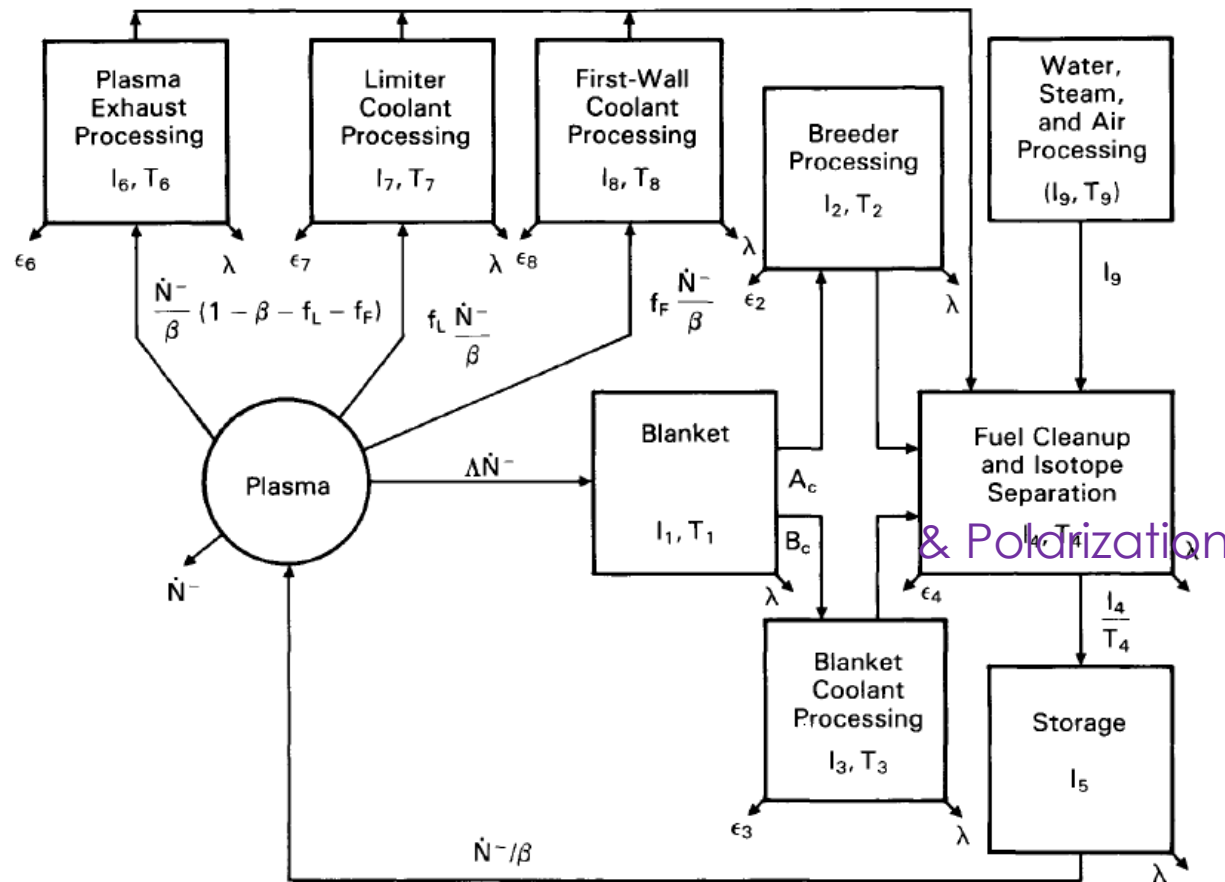 Plasma
Exhaust
Processing
I₆, T₆
ϵ₆
λ
Limiter
Coolant
Processing
I₇, T₇
ϵ₇
λ
First-Wall
Coolant
Processing
I₈, T₈
ϵ₈
λ
Breeder
Processing
I₂, T₂
ϵ₂
λ
Water,
Steam,
and Air
Processing
(I₉, T₉)
I₉
Ṅ⁻/β (1 − β − f_L − f_F)
f_L Ṅ⁻/β
f_F Ṅ⁻/β
Plasma
Ṅ⁻
ΛṄ⁻
Blanket
I₁, T₁
λ
A_c
B_c
Fuel Cleanup
and Isotope
Separation
I₄, T₄
& Poldrization
ϵ₄
λ
I₄/T₄
Blanket
Coolant
Processing
I₃, T₃
ϵ₃
λ
Storage
I₅
λ
Ṅ⁻/β